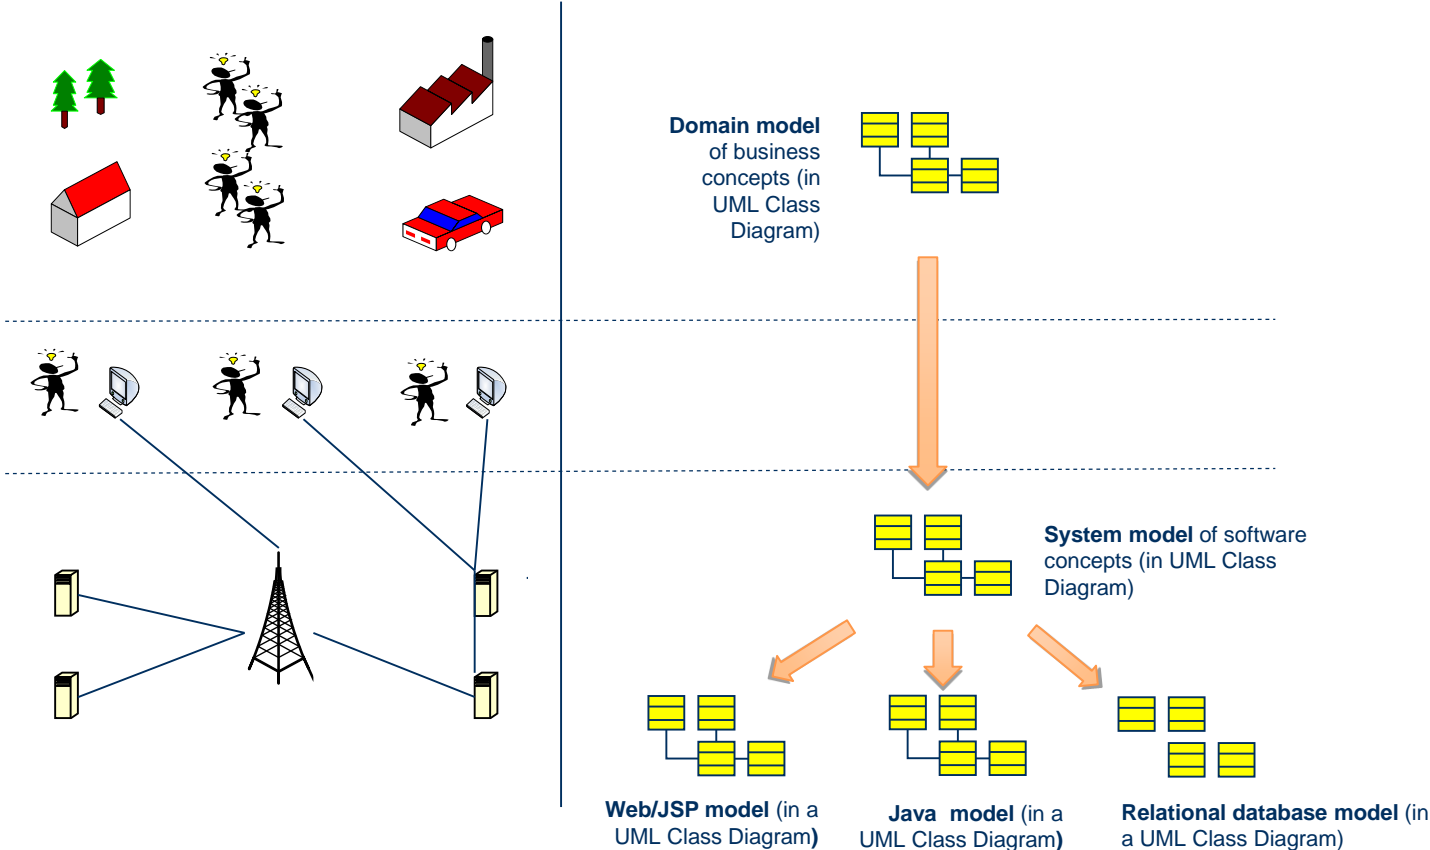 Domain model
of business
concepts (in
UML Class
Diagram)
System model of software
concepts (in UML Class
Diagram)
Web/JSP model (in a
UML Class Diagram)
Java model (in a
UML Class Diagram)
Relational database model (in
a UML Class Diagram)